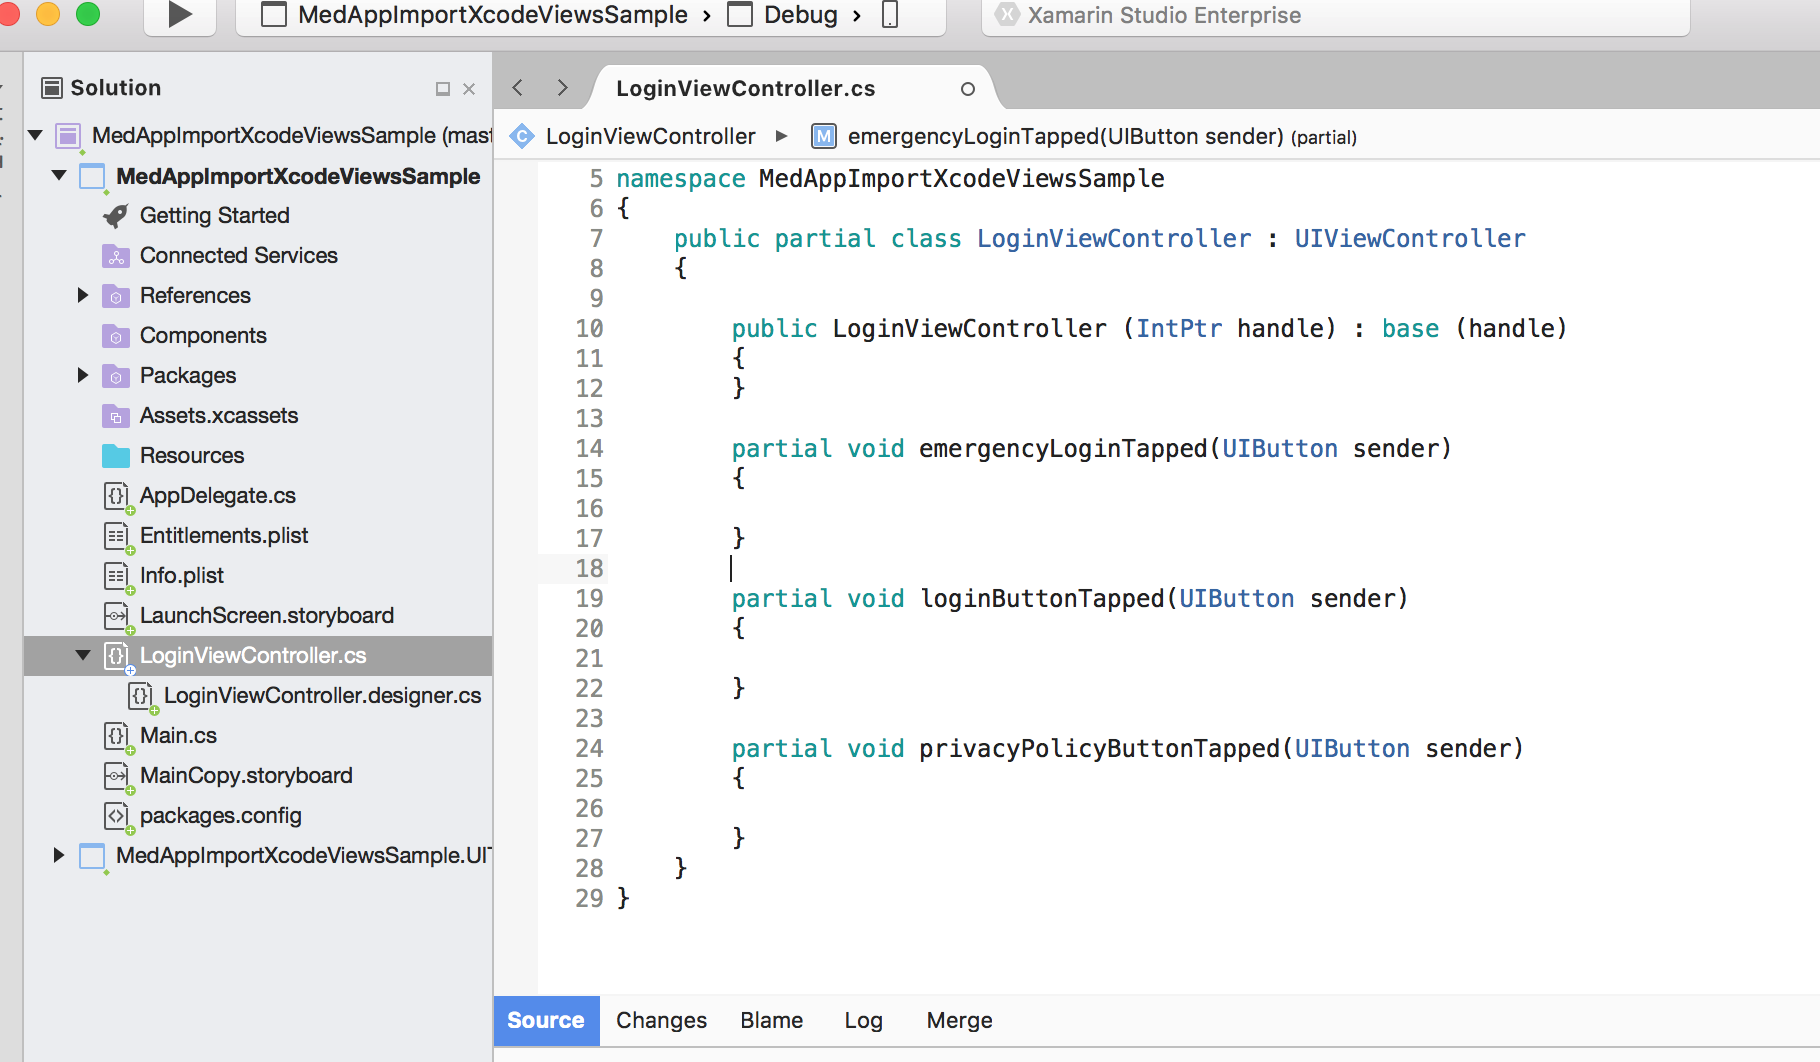 MedAppImportXcodeViewsSample › Debug ›
Xamarin Studio Enterprise
Solution
MedAppImportXcodeViewsSample (mast
MedAppImportXcodeViewsSample
Getting Started
Connected Services
References
Components
Packages
Assets.xcassets
Resources
AppDelegate.cs
Entitlements.plist
Info.plist
LaunchScreen.storyboard
LoginViewController.cs
LoginViewController.designer.cs
Main.cs
MainCopy.storyboard
packages.config
MedAppImportXcodeViewsSample.UIT
LoginViewController.cs
LoginViewController ▸ M emergencyLoginTapped(UIButton sender) (partial)
5 namespace MedAppImportXcodeViewsSample
6 {
7 public partial class LoginViewController : UIViewController
8 {
9
10 public LoginViewController (IntPtr handle) : base (handle)
11 {
12 }
13
14 partial void emergencyLoginTapped(UIButton sender)
15 {
16
17 }
18
19 partial void loginButtonTapped(UIButton sender)
20 {
21
22 }
23
24 partial void privacyPolicyButtonTapped(UIButton sender)
25 {
26
27 }
28 }
29 }
Source Changes Blame Log Merge